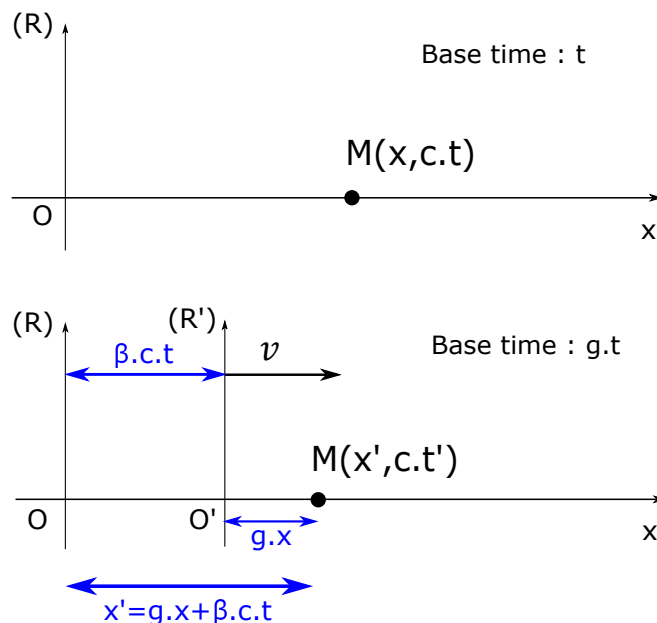 (R)
Base time : t
M(x,c.t)
O
x
(R)
(R')
β.c.t
v
Base time : g.t
M(x',c.t')
O
O'
x
g.x
x'=g.x+β.c.t